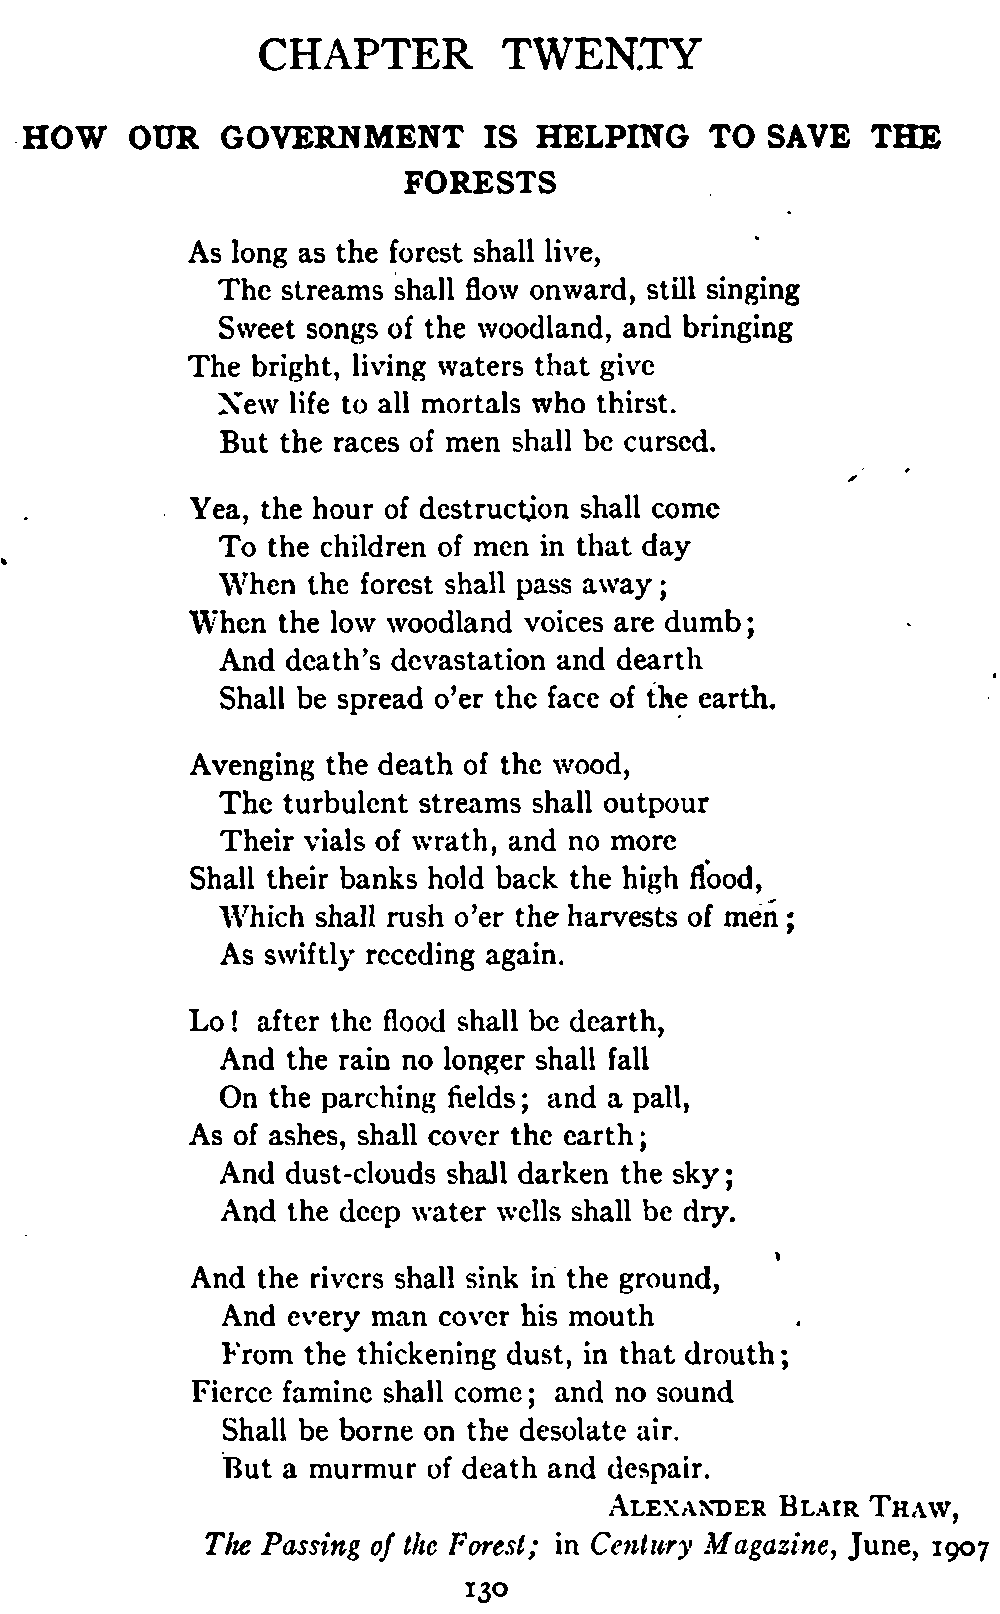 CHAPTER TWENTY
HOW OUR GOVERNMENT IS HELPING TO SAVE THE
FORESTS
As long as the forest shall live,
The streams shall flow onward, still singing
Sweet songs of the woodland, and bringing
The bright, living waters that give
New life to all mortals who thirst.
But the races of men shall be cursed.
Yea, the hour of destruction shall come
To the children of men in that day
When the forest shall pass away;
When the low woodland voices are dumb;
And death's devastation and dearth
Shall be spread o'er the face of the earth.
Avenging the death of the wood,
The turbulent streams shall outpour
Their vials of wrath, and no more
Shall their banks hold back the high flood,
Which shall rush o'er the harvests of men;
As swiftly receding again.
Lo! after the flood shall be dearth,
And the rain no longer shall fall
On the parching fields; and a pall,
As of ashes, shall cover the earth;
And dust-clouds shall darken the sky;
And the deep water wells shall be dry.
And the rivers shall sink in the ground,
And every man cover his mouth
From the thickening dust, in that drouth;
Fierce famine shall come; and no sound
Shall be borne on the desolate air.
But a murmur of death and despair.
ALEXANDER BLAIR THAW,
The Passing of the Forest; in Century Magazine, June, 1907
130